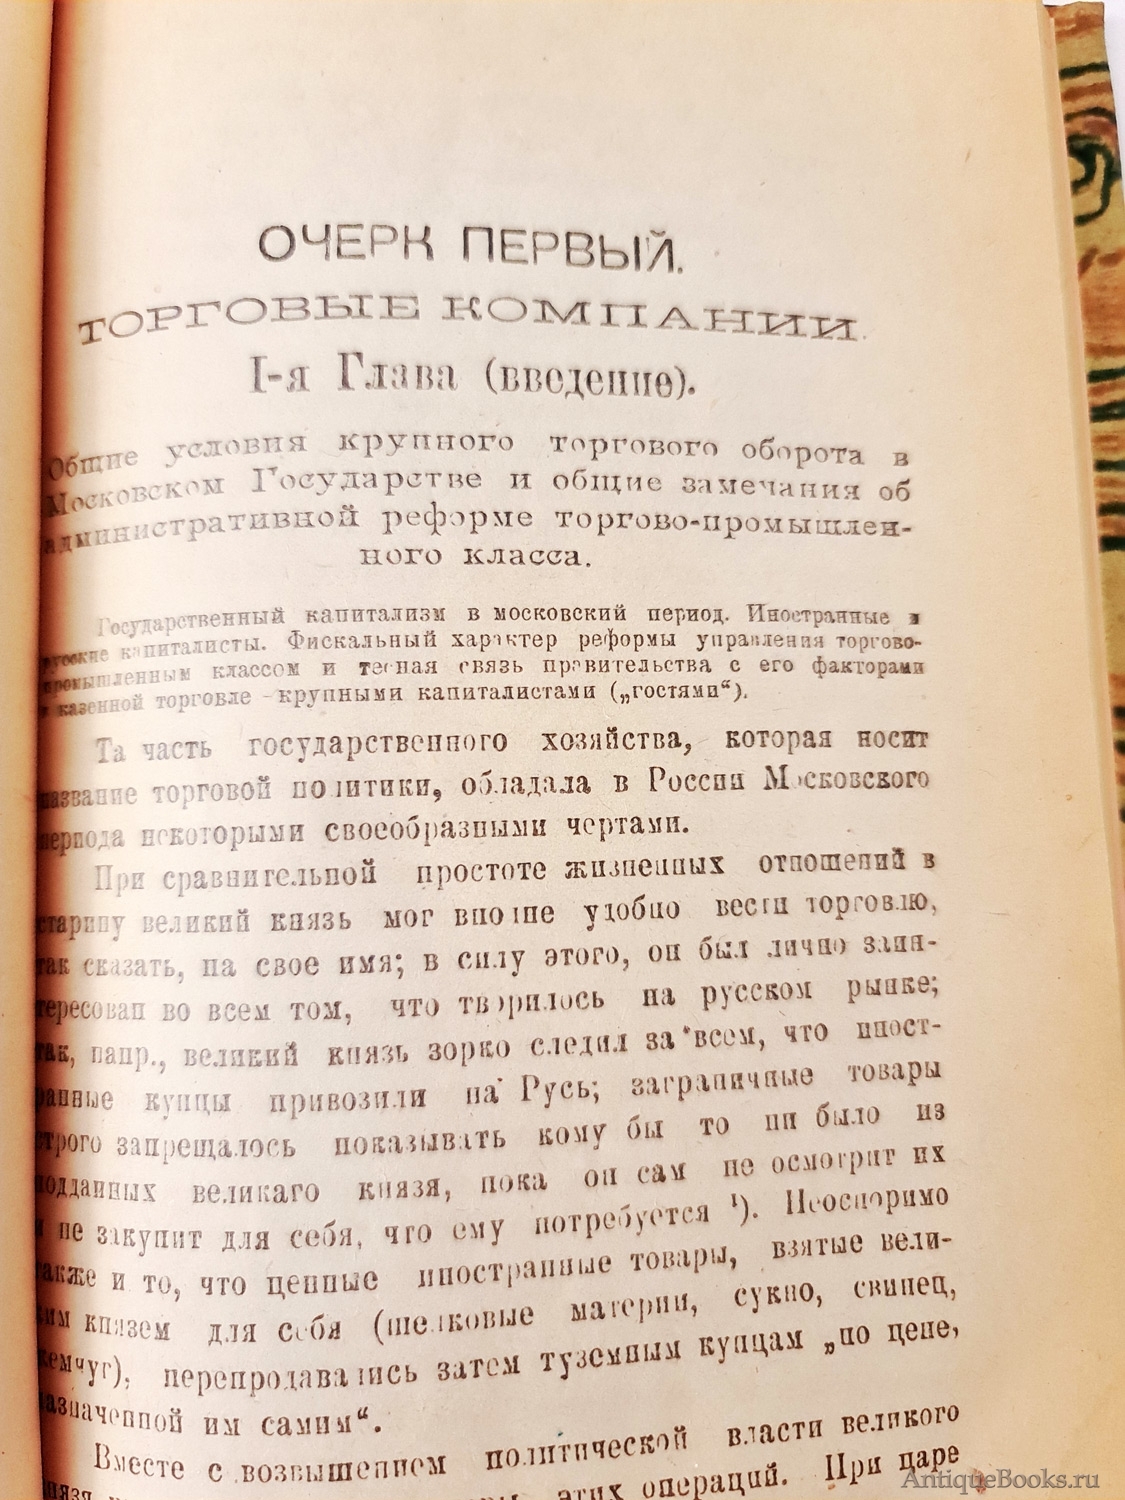 ОЧЕРК ПЕРВЫЙ.
ТОРГОВЫЕ КОМПАНИИ.
I-я Глава (введение).
Общие условия крупного торгового оборота в
Московском Государстве и общие замечания об
административной реформе торгово-промышлен-
ного класса.
Государственный капитализм в московский период. Иностранные и
русские капиталисты. Фискальный характер реформы управления торгово-
промышленным классом и тесная связь правительства с его факторами
в казенной торговле - крупными капиталистами („гостями“).
Та часть государственного хозяйства, которая носит
название торговой политики, обладала в России Московского
периода некоторыми своеобразными чертами.
При сравнительной простоте жизненных отношений в
старину великий князь мог вполне удобно вести торговлю,
так сказать, на свое имя; в силу этого, он был лично заин-
тересован во всем том, что творилось на русском рынке;
так, напр., великий князь зорко следил за всем, что иност-
ранные купцы привозили на Русь; заграничные товары
строго запрещалось показывать кому бы то ни было из
подданных великаго князя, пока он сам не осмотрит их
и не закупит для себя, что ему потребуется ¹). Неоспоримо
также и то, что ценные иностранные товары, взятые вели-
ким князем для себя (шелковые материи, сукно, свинец,
жемчуг), перепродавались затем туземным купцам „по цене,
назначенной им самим“.
Вместе с возвышением политической власти великого
князя этих операций. При царе
AntiqueBooks.ru